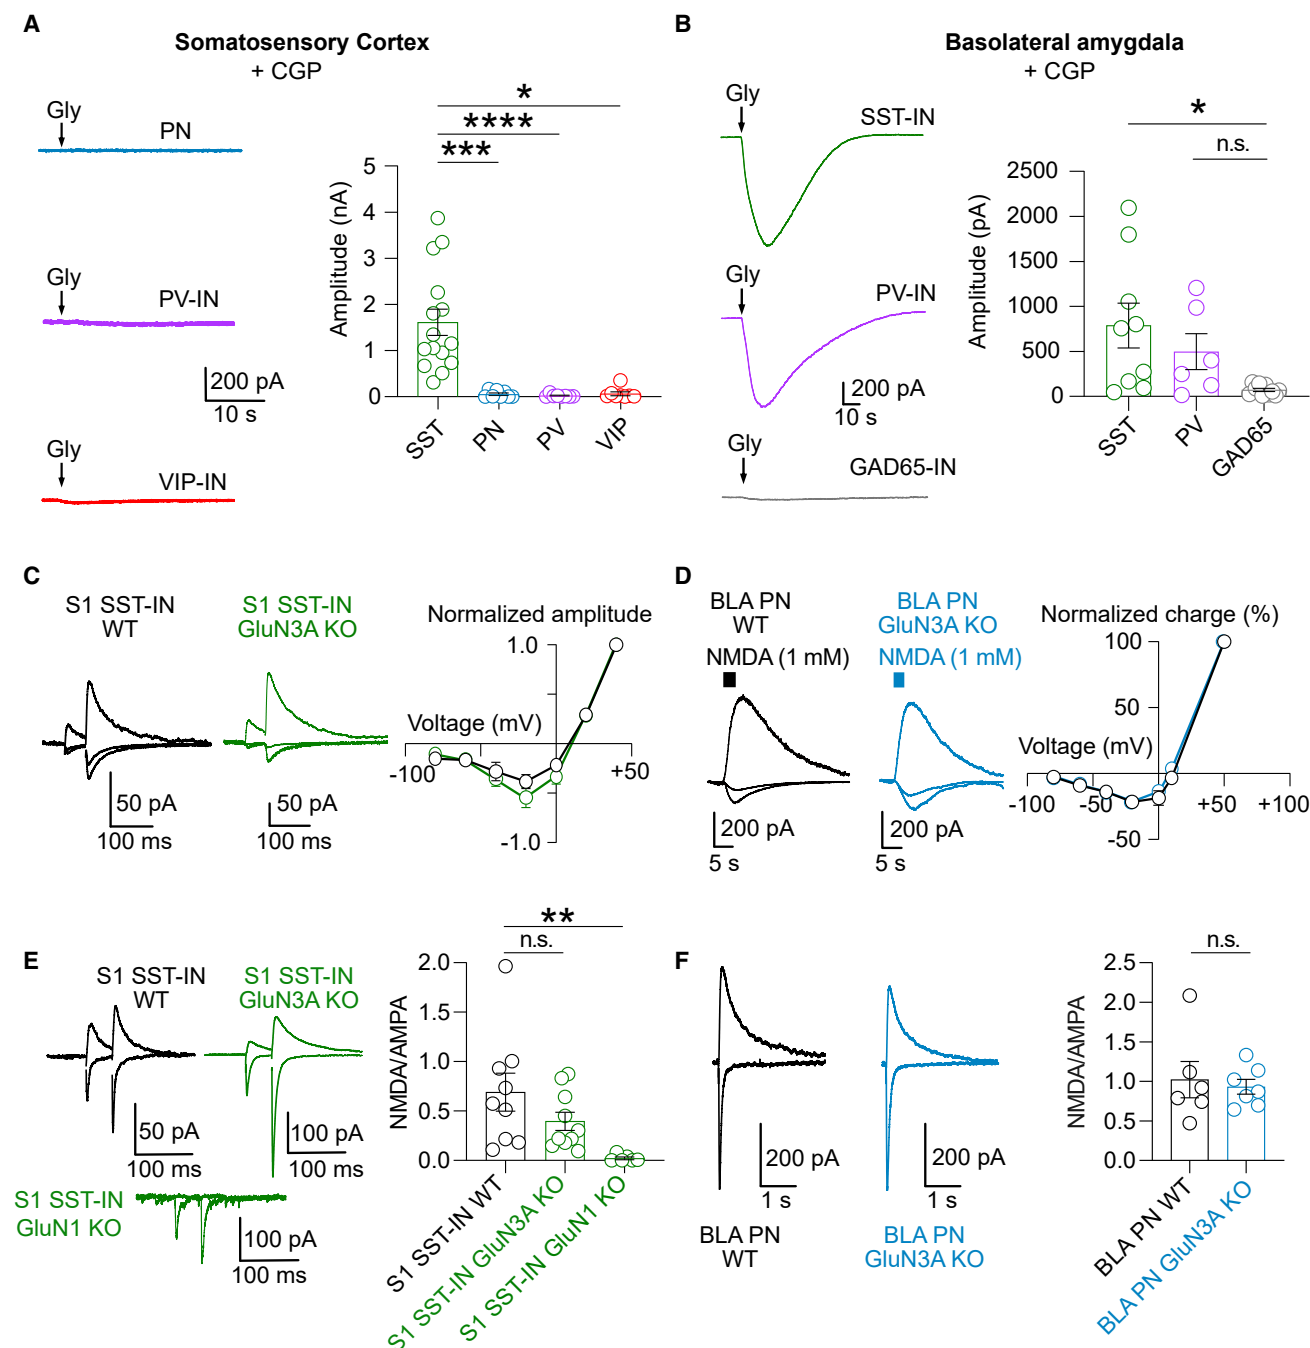 A
Somatosensory Cortex
+ CGP
Gly
PN
Gly
PV-IN
200 pA
10 s
Gly
VIP-IN
*
****
***
Amplitude (nA)
5
4
3
2
1
0
SST
PN
PV
VIP
B
Basolateral amygdala
+ CGP
Gly
SST-IN
Gly
PV-IN
200 pA
10 s
Gly
GAD65-IN
*
n.s.
Amplitude (pA)
2500
2000
1500
1000
500
0
SST
PV
GAD65
C
S1 SST-IN
WT
S1 SST-IN
GluN3A KO
50 pA
100 ms
50 pA
100 ms
Normalized amplitude
1.0
Voltage (mV)
-100
+50
-1.0
D
BLA PN
WT
NMDA (1 mM)
BLA PN
GluN3A KO
NMDA (1 mM)
200 pA
5 s
200 pA
5 s
Normalized charge (%)
100
50
Voltage (mV)
-100
-50
+50
+100
-50
E
S1 SST-IN
WT
S1 SST-IN
GluN3A KO
50 pA
100 ms
100 pA
100 ms
S1 SST-IN
GluN1 KO
100 pA
100 ms
**
n.s.
NMDA/AMPA
2.0
1.5
1.0
0.5
0.0
S1 SST-IN WT
S1 SST-IN GluN3A KO
S1 SST-IN GluN1 KO
F
200 pA
1 s
BLA PN
WT
200 pA
1 s
BLA PN
GluN3A KO
n.s.
NMDA/AMPA
2.5
2.0
1.5
1.0
0.5
0.0
BLA PN WT
BLA PN GluN3A KO